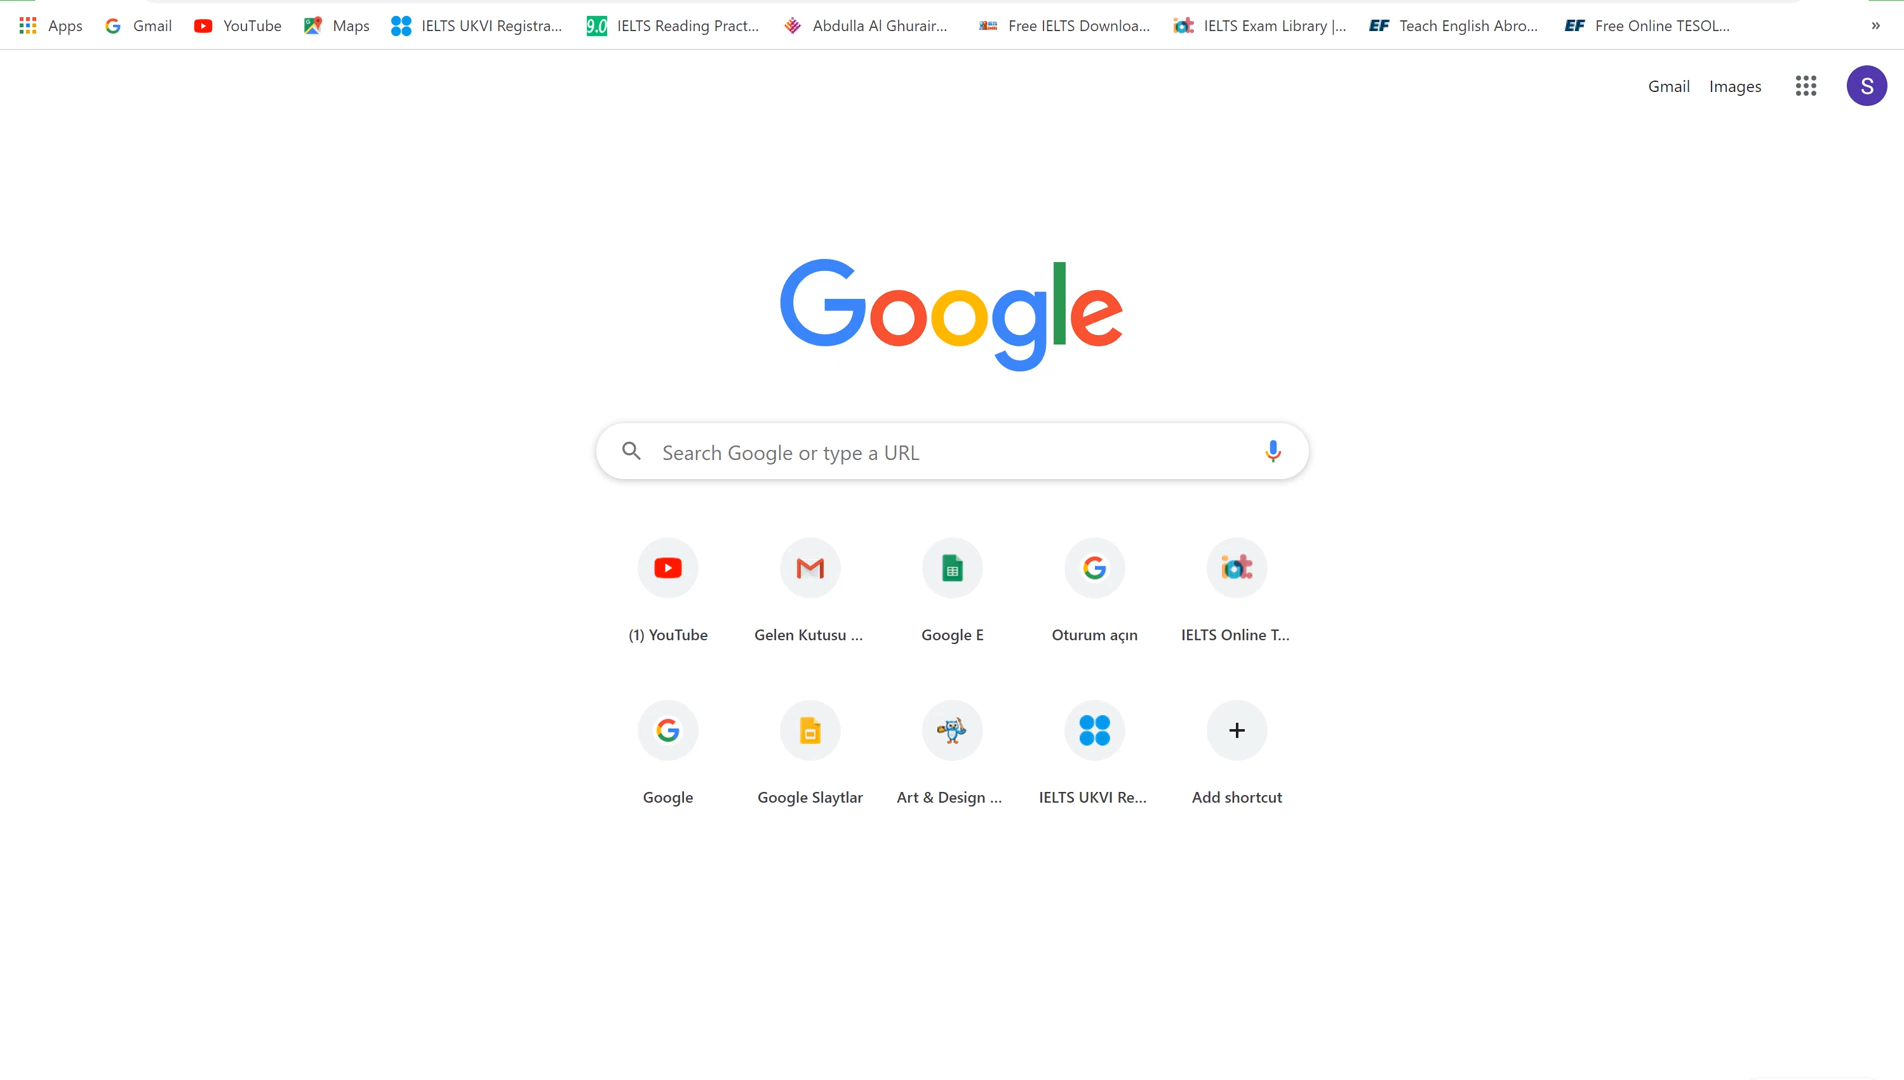 Apps Gmail YouTube Maps IELTS UKVI Registra... 9.0 IELTS Reading Pract... Abdulla Al Ghurair... Free IELTS Downloa... iot IELTS Exam Library |... EF Teach English Abro... EF Free Online TESOL... »
Gmail Images S
Google
Search Google or type a URL
(1) YouTube Gelen Kutusu ... Google E Oturum açın IELTS Online T...
Google Google Slaytlar Art & Design ... IELTS UKVI Re... Add shortcut